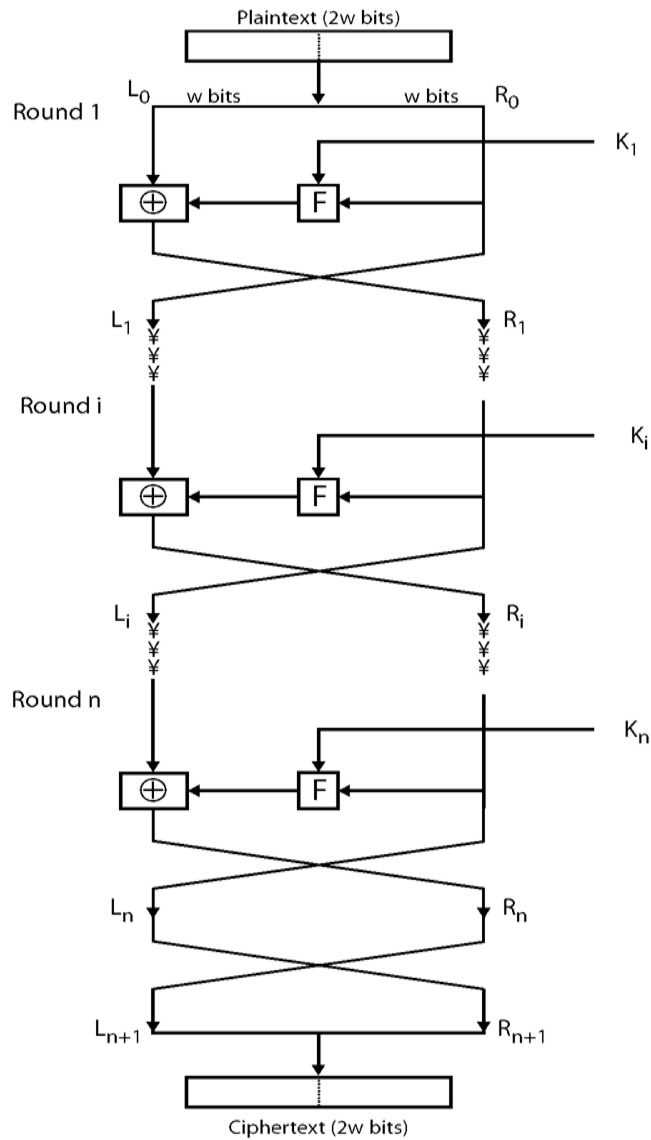 Plaintext (2w bits)
L0 w bits w bits R0
Round 1
K1
F
L1 R1
¥ ¥
¥ ¥
¥ ¥
Round i
Ki
F
Li Ri
¥ ¥
¥ ¥
¥ ¥
Round n
Kn
F
Ln Rn
Ln+1 Rn+1
Ciphertext (2w bits)